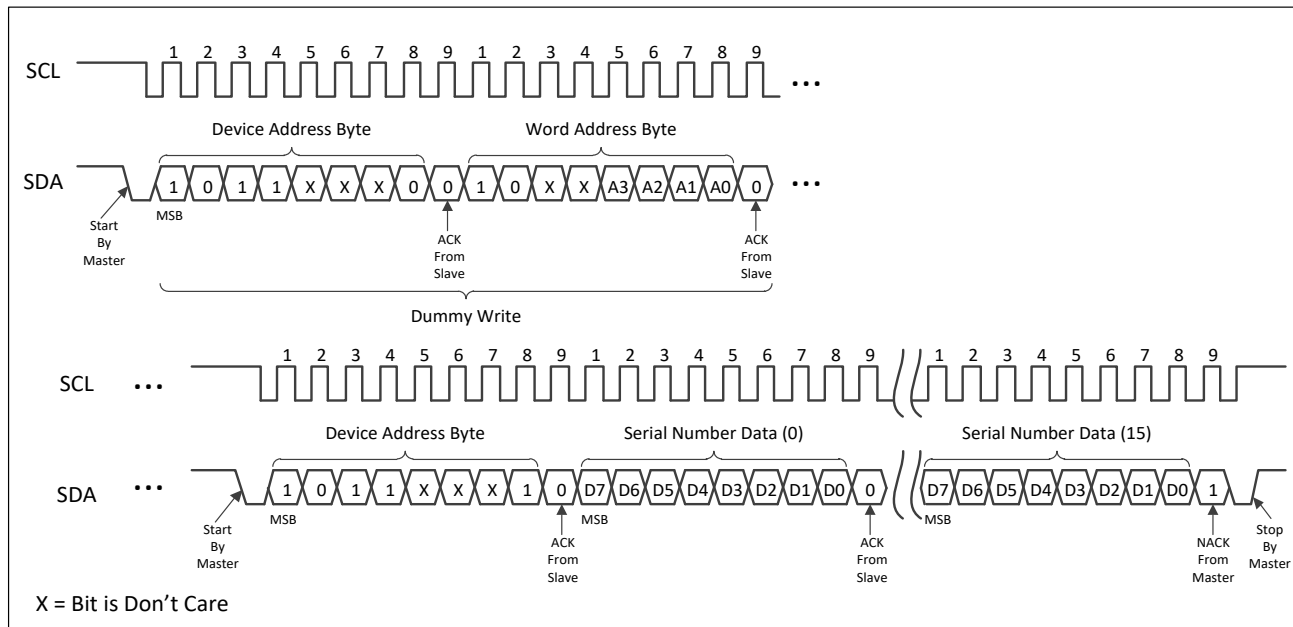 1 2 3 4 5 6 7 8 9 1 2 3 4 5 6 7 8 9
SCL
...
Device Address Byte Word Address Byte
SDA 1 0 1 1 X X X 0 0 1 0 X X A3 A2 A1 A0 0 ...
MSB
Start
By
Master
ACK
From
Slave
ACK
From
Slave
Dummy Write
1 2 3 4 5 6 7 8 9 1 2 3 4 5 6 7 8 9 1 2 3 4 5 6 7 8 9
SCL ...
Device Address Byte Serial Number Data (0) Serial Number Data (15)
SDA ... 1 0 1 1 X X X 1 0 D7 D6 D5 D4 D3 D2 D1 D0 0 D7 D6 D5 D4 D3 D2 D1 D0 1
MSB MSB MSB
Start
By
Master
ACK
From
Slave
ACK
From
Slave
NACK
From
Master
Stop
By
Master
X = Bit is Don't Care